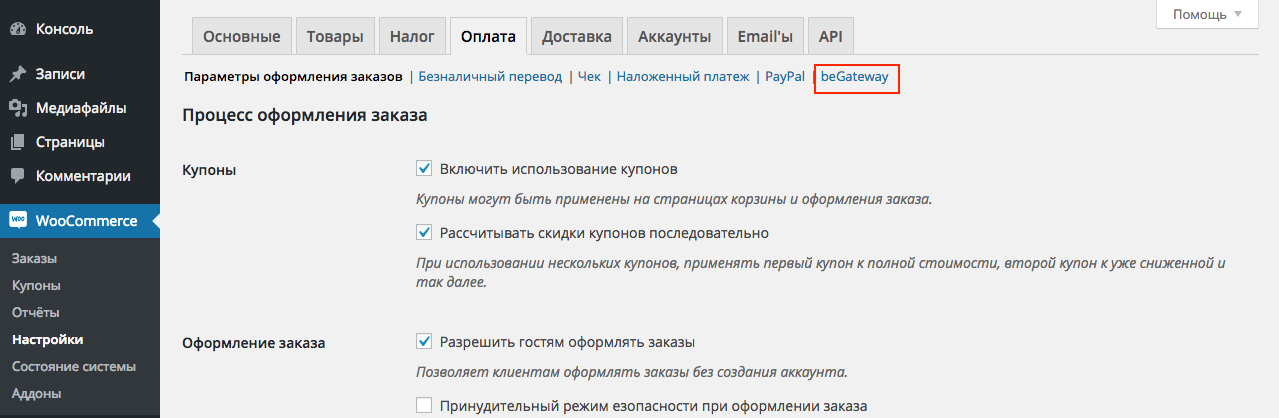 Консоль
Записи
Медиафайлы
Страницы
Комментарии
WOO WooCommerce
Заказы
Купоны
Отчёты
Настройки
Состояние системы
Аддоны
Помощь
Основные Товары Налог Оплата Доставка Аккаунты Email'ы API
Параметры оформления заказов | Безналичный перевод | Чек | Наложенный платеж | PayPal | beGateway
Процесс оформления заказа
Купоны Включить использование купонов
Купоны могут быть применены на страницах корзины и оформления заказа.
Рассчитывать скидки купонов последовательно
При использовании нескольких купонов, применять первый купон к полной стоимости, второй купон к уже сниженной и
так далее.
Оформление заказа Разрешить гостям оформлять заказы
Позволяет клиентам оформлять заказы без создания аккаунта.
Принудительный режим езопасности при оформлении заказа